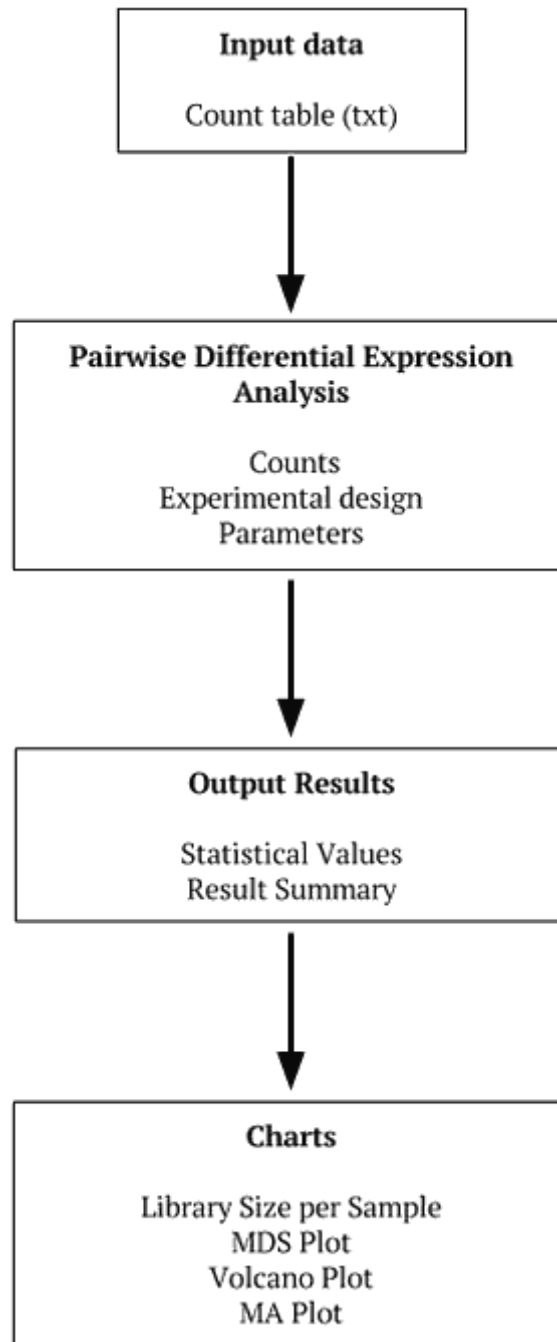 Input data
Count table (txt)
Pairwise Differential Expression
Analysis
Counts
Experimental design
Parameters
Output Results
Statistical Values
Result Summary
Charts
Library Size per Sample
MDS Plot
Volcano Plot
MA Plot